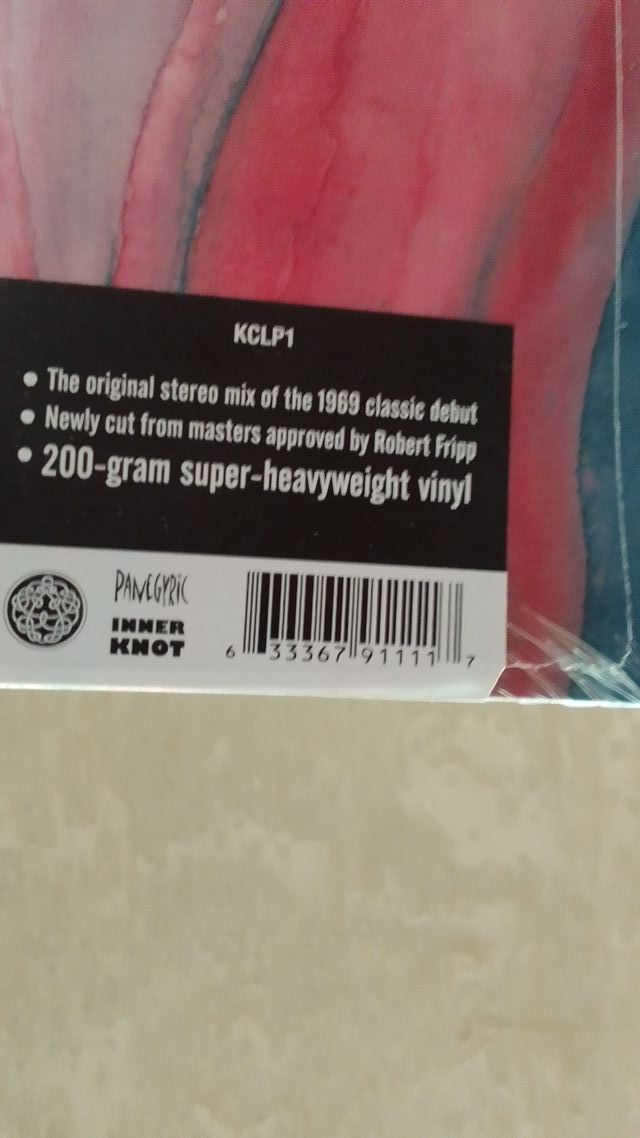 KCLP1
• The original stereo mix of the 1969 classic debut
• Newly cut from masters approved by Robert Fripp
• 200-gram super-heavyweight vinyl
PANEGYRIC
INNER
KNOT
6 33367 91111 7